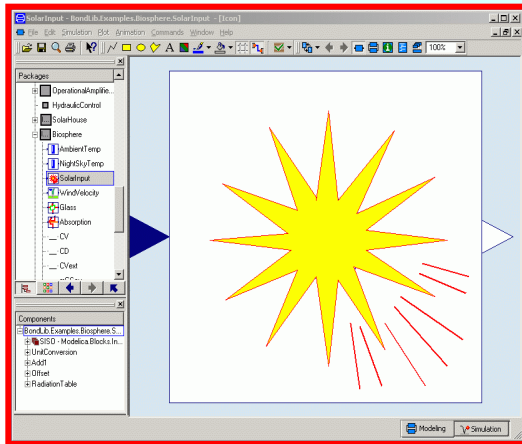 SolarInput - BondLib.Examples.Biosphere.SolarInput - [Icon]
File Edit Simulation Plot Animation Commands Window Help
100%
Packages
OperationalAmplifie...
HydraulicControl
SolarHouse
Biosphere
AmbientTemp
NightSkyTemp
SolarInput
WindVelocity
Glass
Absorption
CV
CD
CVext
Components
BondLib.Examples.Biosphere.S...
SISO - Modelica.Blocks.In...
UnitConversion
Add1
Offset
RadiationTable
Modeling Simulation